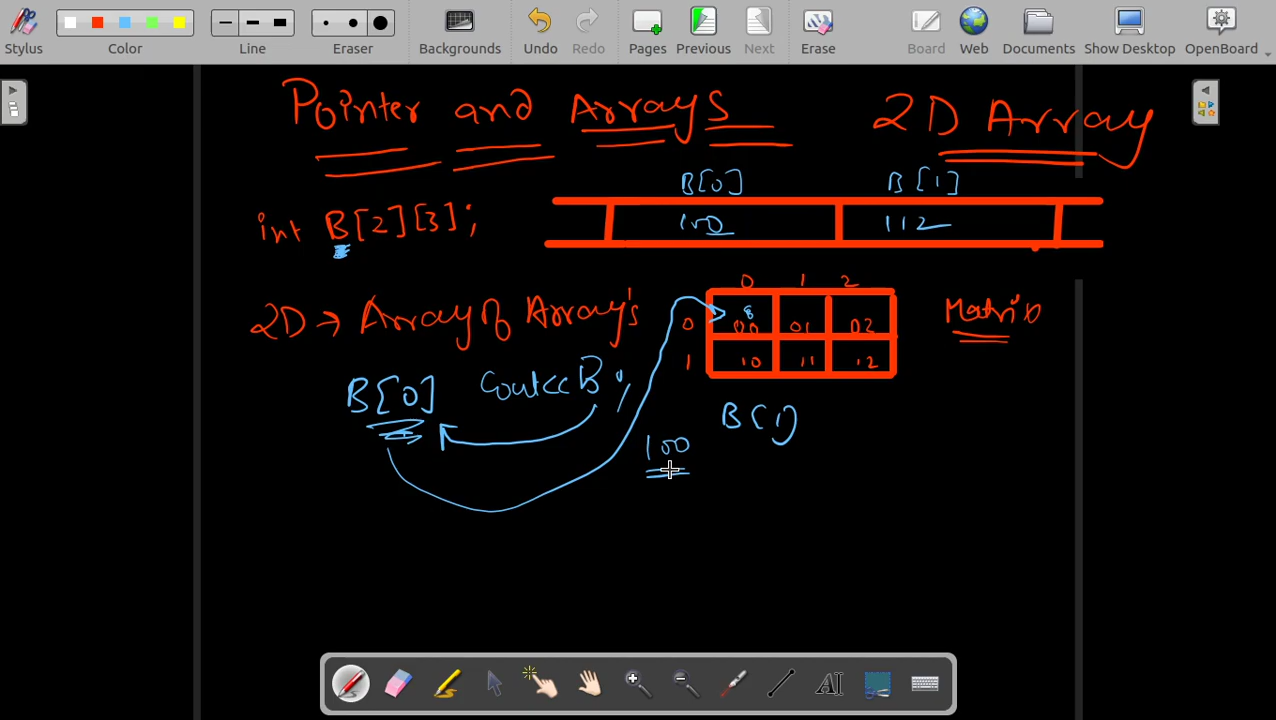 Stylus Color Line Eraser Backgrounds Undo Redo Pages Previous Next Erase Board Web Documents Show Desktop OpenBoard
Pointer and Arrays 2D Array
B[0] B[1]
int B[2][3]; 100 112
0 1 2
2D → Array of Array's 0 00 01 02 Matrix
1 10 11 12
B[0] Cout<<B;
B(1)
100
AI